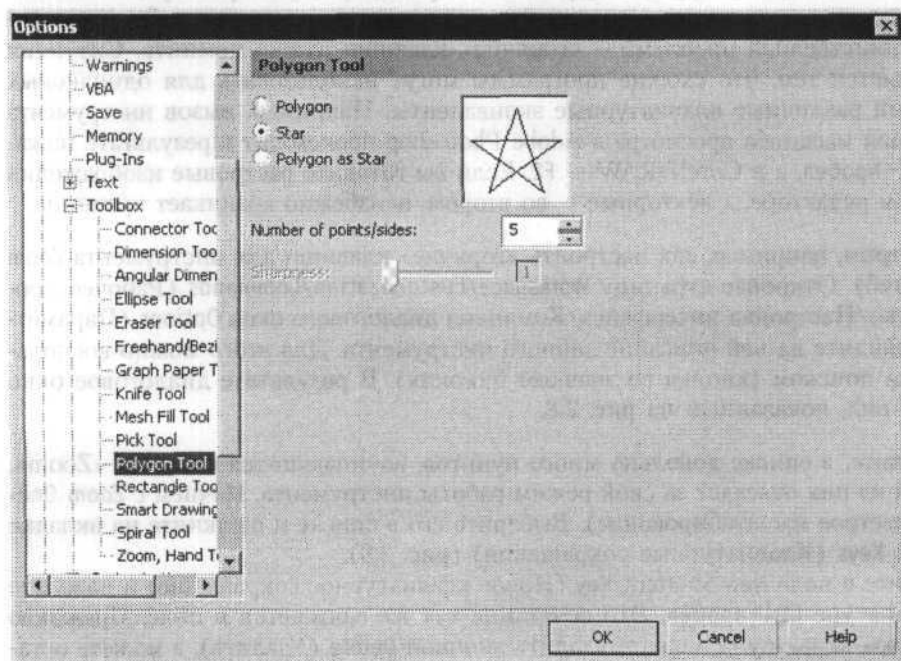 Options
Warnings
VBA
Save
Memory
Plug-Ins
Text
Toolbox
Connector Toc
Dimension Too
Angular Dimen
Ellipse Tool
Eraser Tool
Freehand/Bezi
Graph Paper T
Knife Tool
Mesh Fill Tool
Pick Tool
Polygon Tool
Rectangle Too
Smart Drawing
Spiral Tool
Zoom, Hand T
Polygon Tool
Polygon
Star
Polygon as Star
Number of points/sides:
5
Sharpness:
1
OK
Cancel
Help